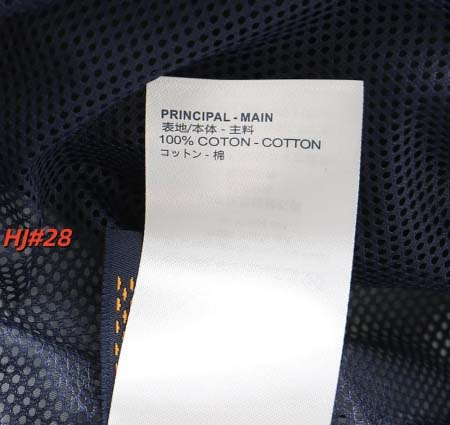 PRINCIPAL - MAIN
表地/本体 - 主料
100% COTON - COTTON
コットン - 棉
HJ#28